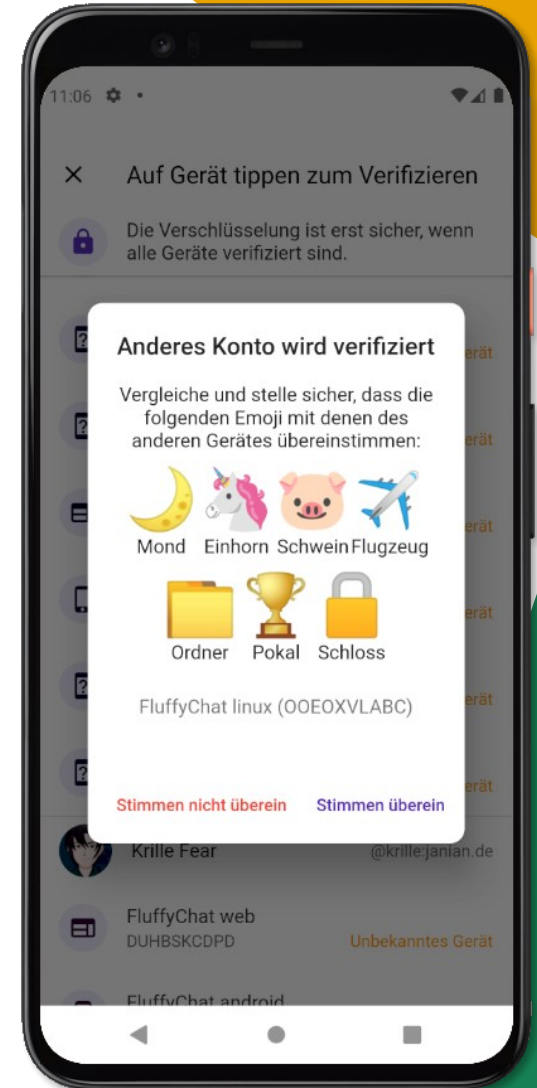 11:06
Auf Gerät tippen zum Verifizieren
Die Verschlüsselung ist erst sicher, wenn
alle Geräte verifiziert sind.
Anderes Konto wird verifiziert
Vergleiche und stelle sicher, dass die
folgenden Emoji mit denen des
anderen Gerätes übereinstimmen:
Mond Einhorn Schwein Flugzeug
Ordner Pokal Schloss
FluffyChat linux (OOEOXVLABC)
Stimmen nicht überein Stimmen überein
Krille Fear @krille:janian.de
FluffyChat web
DUHBSKCDPD Unbekanntes Gerät
FluffyChat android